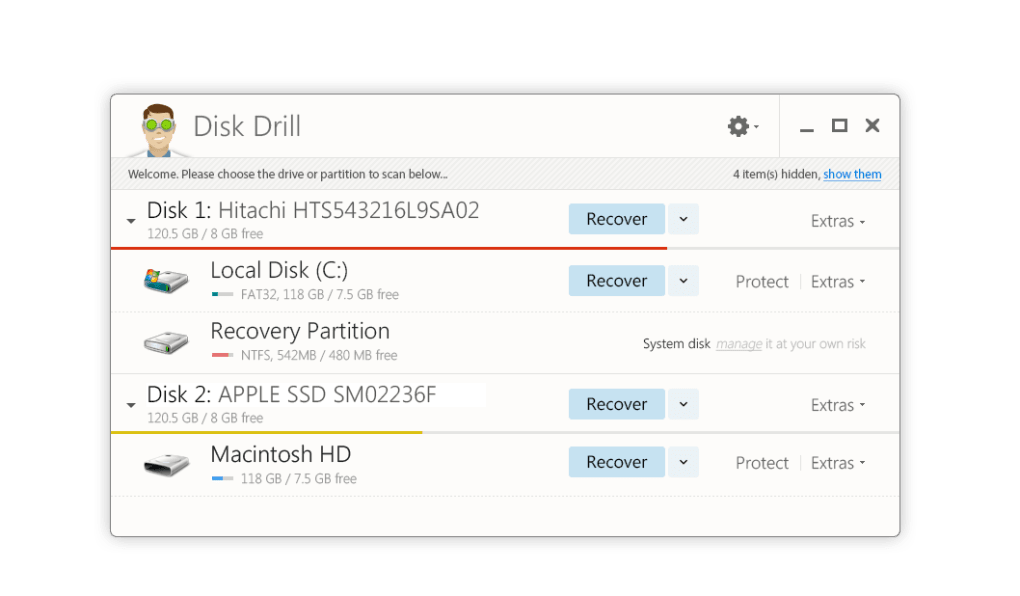 Disk Drill
Welcome. Please choose the drive or partition to scan below... 4 item(s) hidden, show them
Disk 1: Hitachi HTS543216L9SA02 Recover Extras
120.5 GB / 8 GB free
Local Disk (C:) Recover Protect Extras
FAT32, 118 GB / 7.5 GB free
Recovery Partition System disk manage it at your own risk
NTFS, 542MB / 480 MB free
Disk 2: APPLE SSD SM02236F Recover Extras
120.5 GB / 8 GB free
Macintosh HD Recover Protect Extras
118 GB / 7.5 GB free